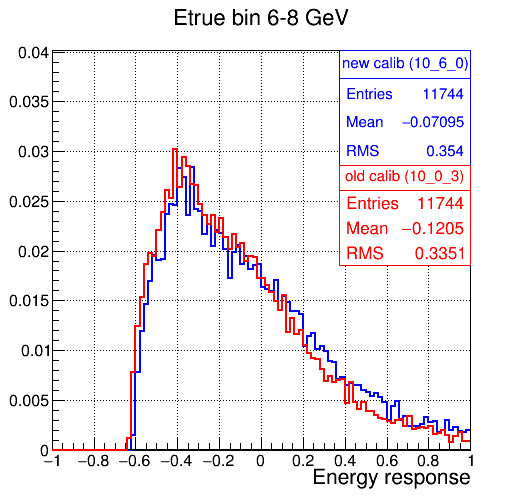 Etrue bin 6-8 GeV
0.04
0.035
0.03
0.025
0.02
0.015
0.01
0.005
0
new calib (10_6_0)
Entries 11744
Mean −0.07095
RMS 0.354
old calib (10_0_3)
Entries 11744
Mean −0.1205
RMS 0.3351
−1 −0.8 −0.6 −0.4 −0.2 0 0.2 0.4 0.6 0.8 1
Energy response